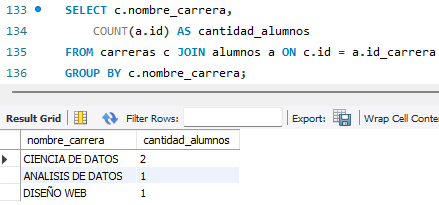 133 SELECT c.nombre_carrera,
134 COUNT(a.id) AS cantidad_alumnos
135 FROM carreras c JOIN alumnos a ON c.id = a.id_carrera
136 GROUP BY c.nombre_carrera;
Result Grid Filter Rows: Export: Wrap Cell Conten
nombre_carrera cantidad_alumnos
CIENCIA DE DATOS 2
ANALISIS DE DATOS 1
DISEÑO WEB 1